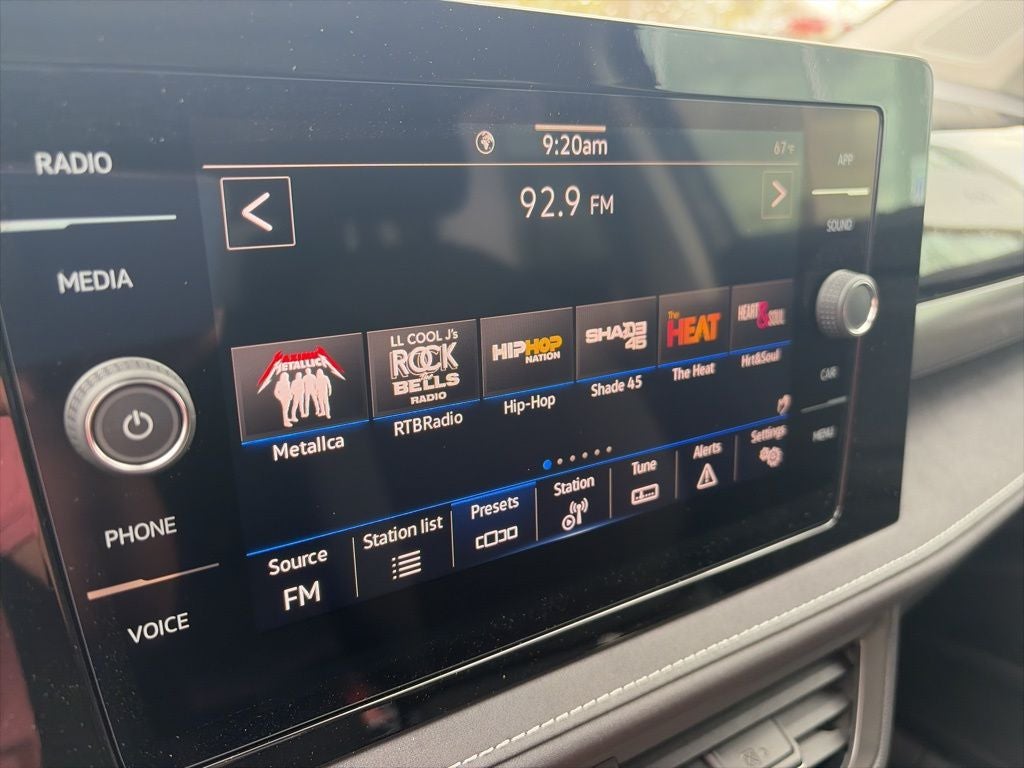 9:20am
67°F
RADIO
APP
92.9 FM
SOUND
MEDIA
METALLICA
LL COOL J's
ROCK
THE
BELLS
RADIO
HIPHOP
NATION
SHADE
45
The
HEAT
HEART & SOUL
Metallca
RTBRadio
Hip-Hop
Shade 45
The Heat
Hrt&Soul
CAR
MENU
PHONE
Source
FM
Station list
Presets
Station
Tune
Alerts
Settings
VOICE